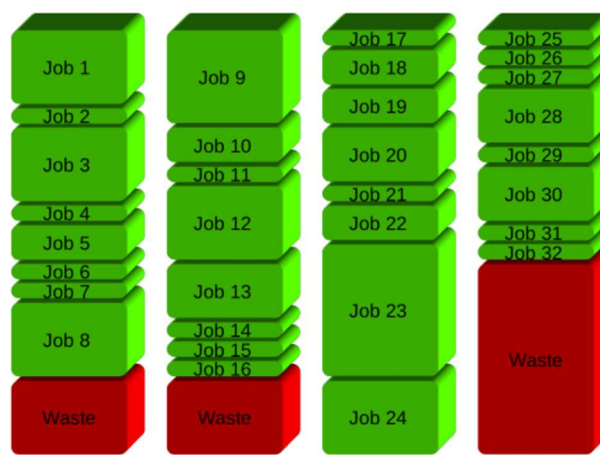 Job 1
Job 2
Job 3
Job 4
Job 5
Job 6
Job 7
Job 8
Waste
Job 9
Job 10
Job 11
Job 12
Job 13
Job 14
Job 15
Job 16
Waste
Job 17
Job 18
Job 19
Job 20
Job 21
Job 22
Job 23
Job 24
Job 25
Job 26
Job 27
Job 28
Job 29
Job 30
Job 31
Job 32
Waste